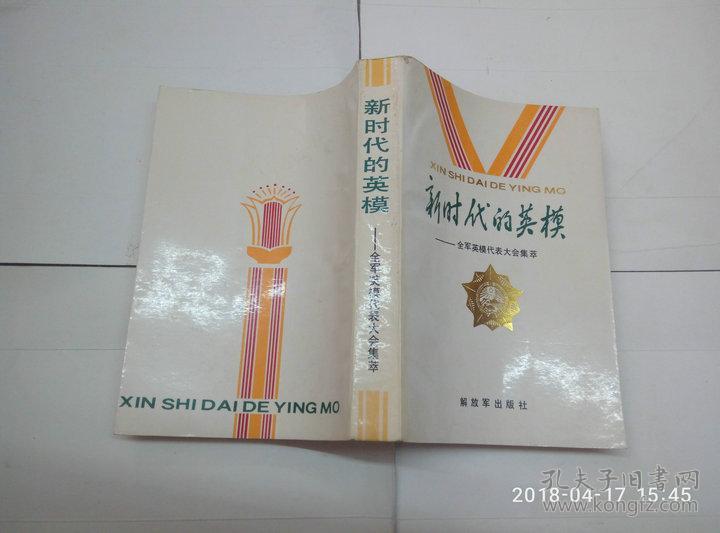 XIN SHI DAI DE YING MO
新时代的英模
——全军英模代表大会集萃
解放军出版社
新时代的英模
——全军英模代表大会集萃
XIN SHI DAI DE YING MO
孔夫子旧书网
www.kongfz.com
2018-04-17 15:45